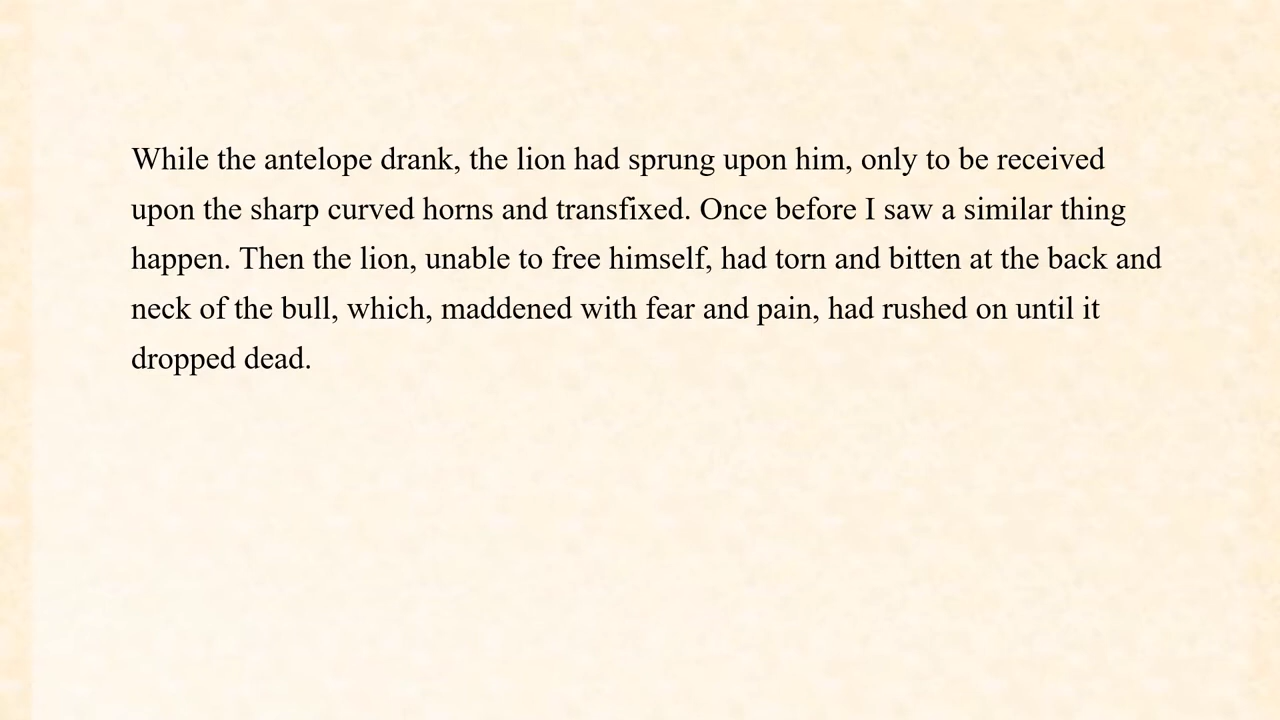 While the antelope drank, the lion had sprung upon him, only to be received
upon the sharp curved horns and transfixed. Once before I saw a similar thing
happen. Then the lion, unable to free himself, had torn and bitten at the back and
neck of the bull, which, maddened with fear and pain, had rushed on until it
dropped dead.